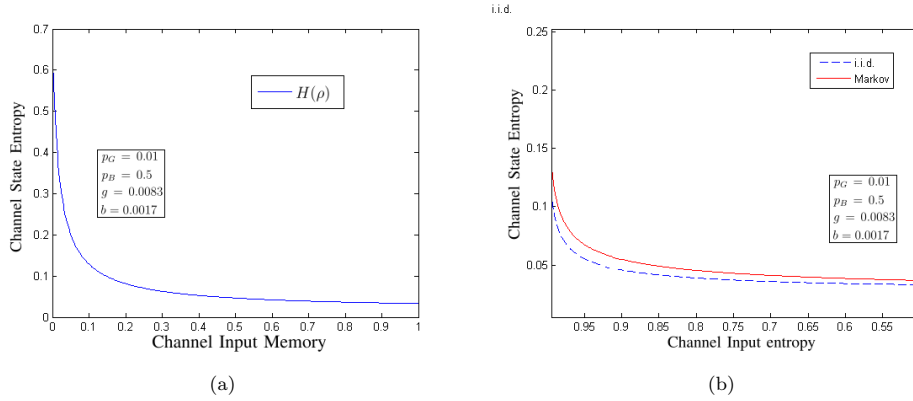 i.i.d.
0.7
0.6
0.5
0.4
0.3
0.2
0.1
0
Channel State Entropy
H(ρ)
p_G = 0.01
p_B = 0.5
g = 0.0083
b = 0.0017
0 0.1 0.2 0.3 0.4 0.5 0.6 0.7 0.8 0.9 1
Channel Input Memory
(a)
0.25
0.2
0.15
0.1
0.05
Channel State Entropy
i.i.d.
Markov
p_G = 0.01
p_B = 0.5
g = 0.0083
b = 0.0017
0.95 0.9 0.85 0.8 0.75 0.7 0.65 0.6 0.55
Channel Input entropy
(b)